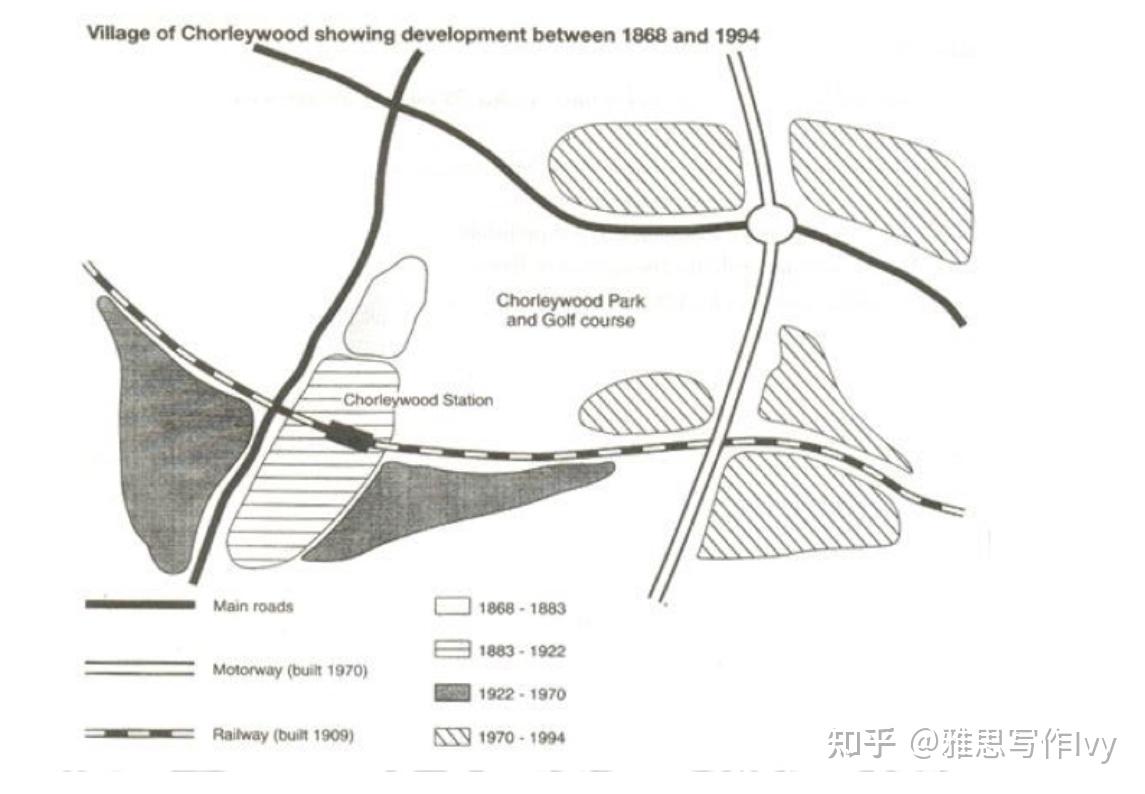 Village of Chorleywood showing development between 1868 and 1994
Chorleywood Park
and Golf course
Chorleywood Station
Main roads
Motorway (built 1970)
Railway (built 1909)
1868 - 1883
1883 - 1922
1922 - 1970
1970 - 1994
知乎 @雅思写作Ivy